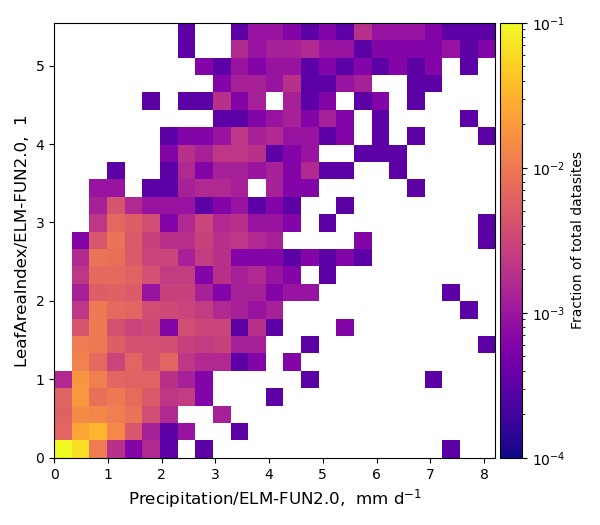 LeafAreaIndex/ELM-FUN2.0,  1
5
4
3
2
1
0
0 1 2 3 4 5 6 7 8
Precipitation/ELM-FUN2.0,  mm d⁻¹
10⁻¹
10⁻²
10⁻³
10⁻⁴
Fraction of total datasites